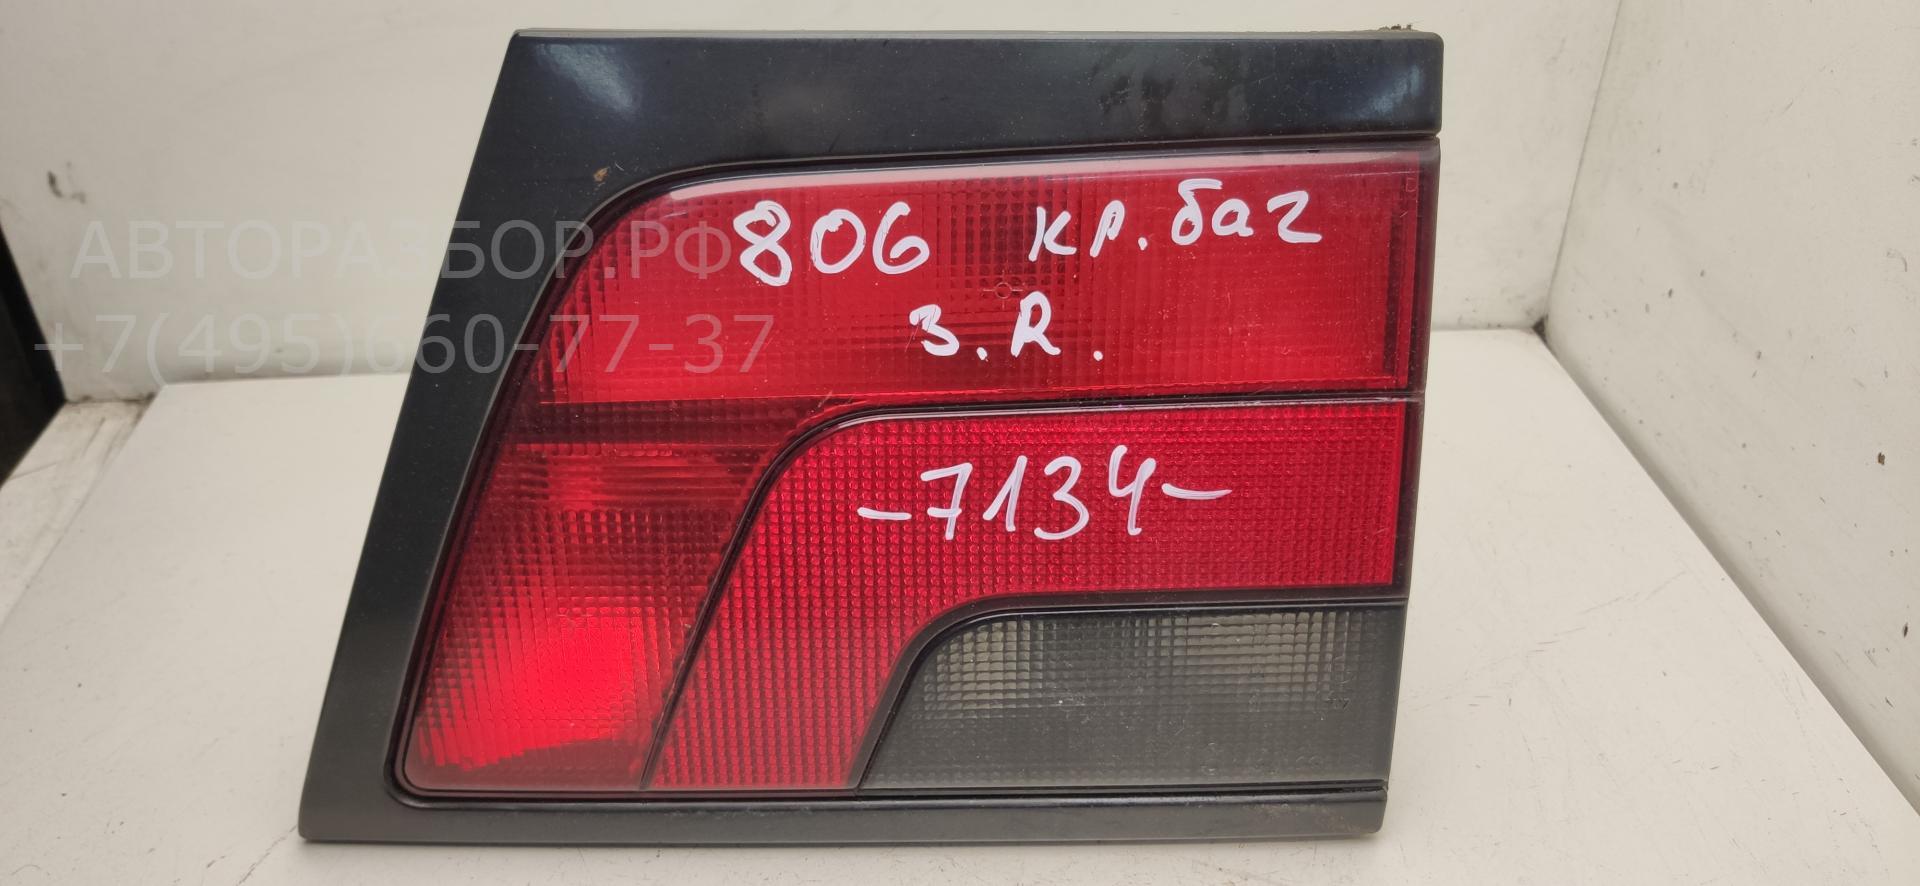 806 кр. баг
З. R.
-7134-
АВТОРАЗБОР.РФ
+7(495)660-77-37